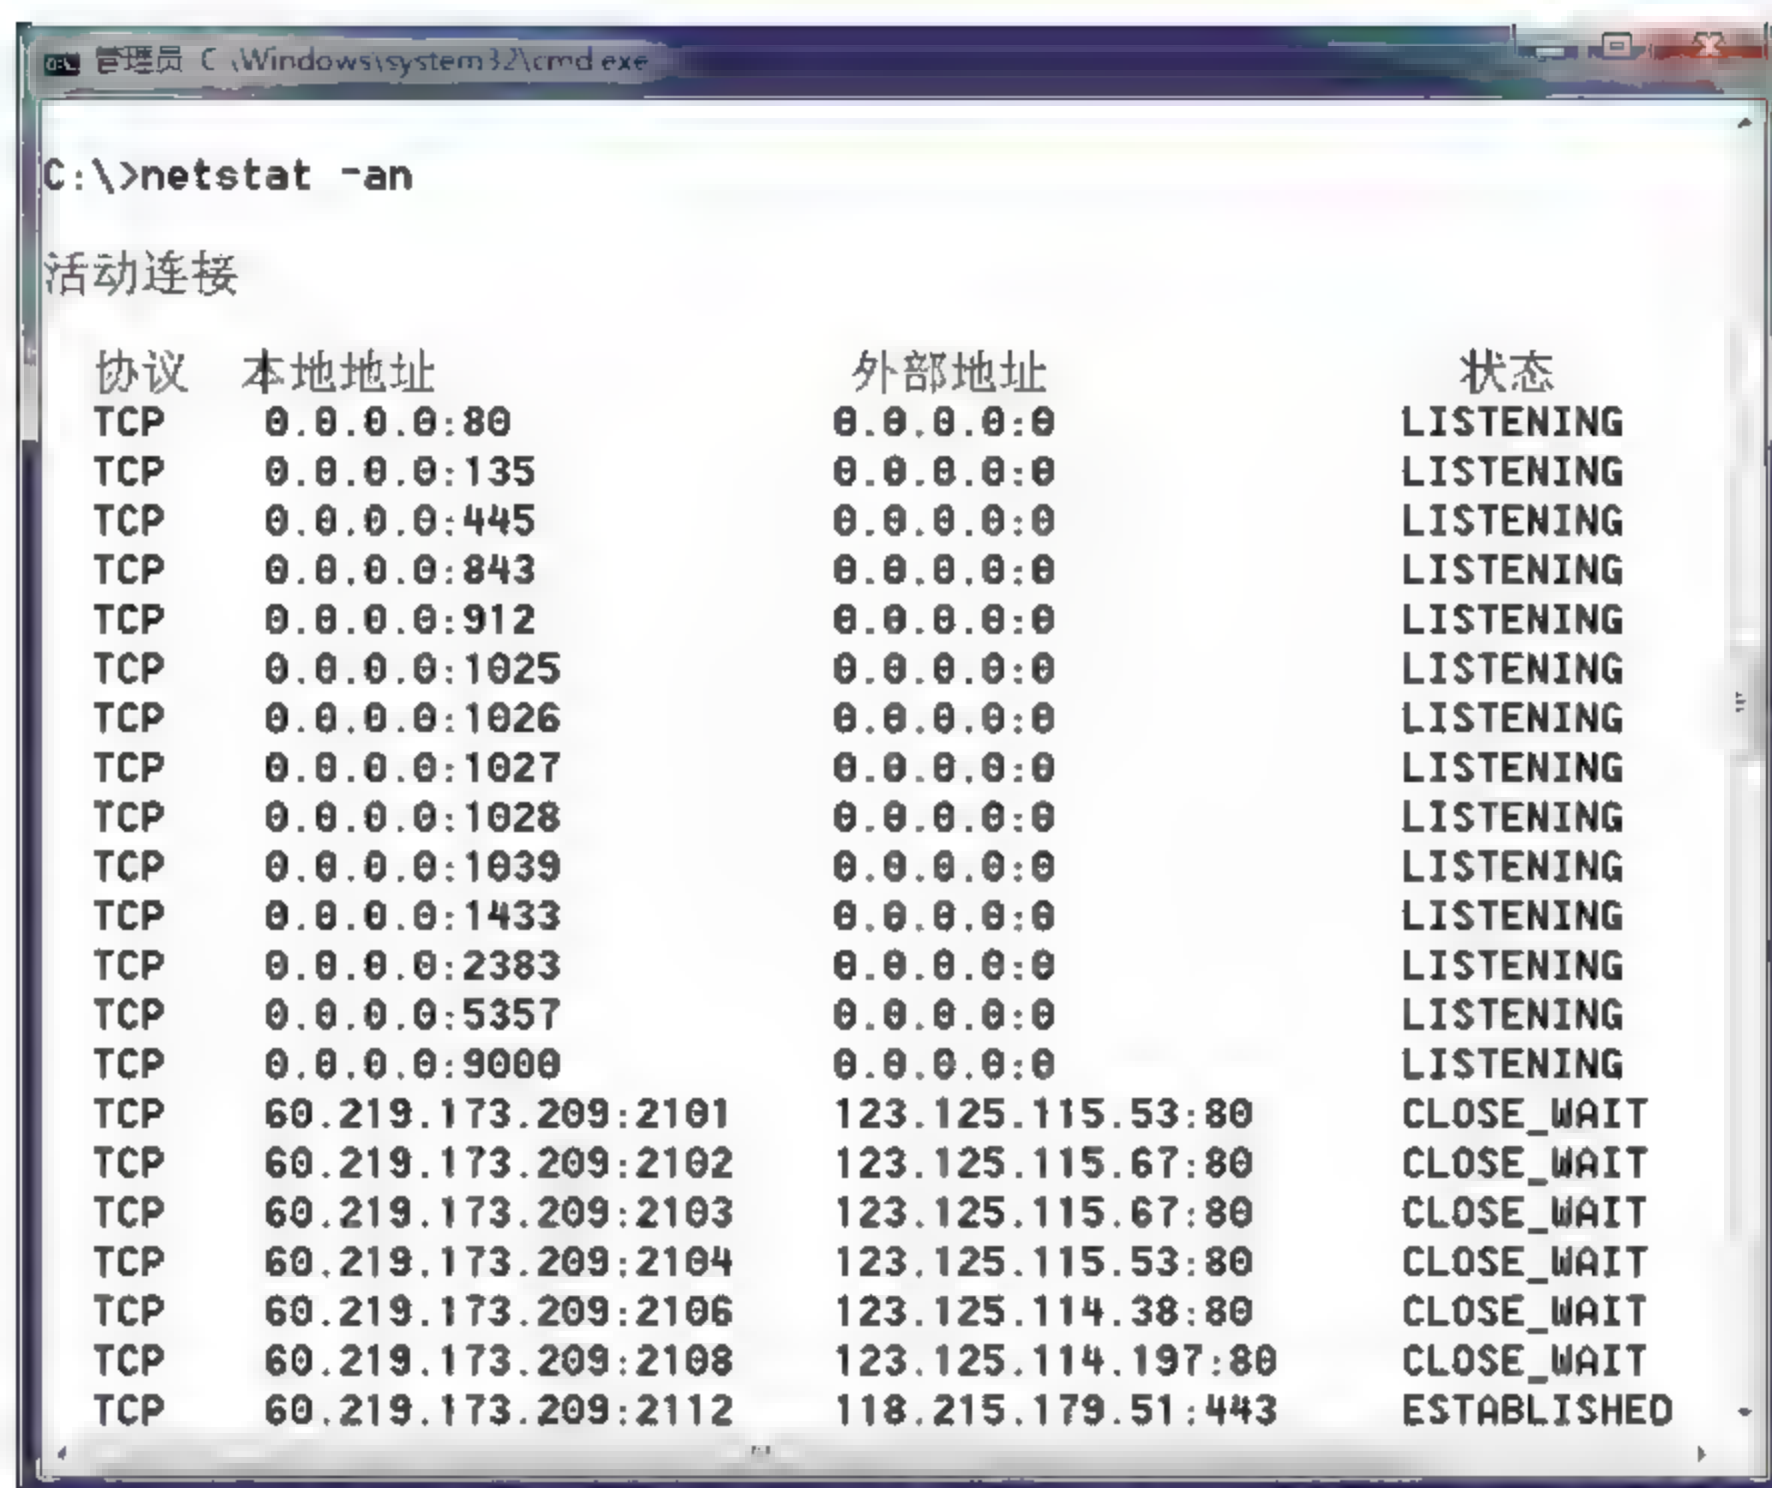 管理员 C:\Windows\system32\cmd.exe
C:\>netstat -an
活动连接
协议 本地地址 外部地址 状态
TCP 0.0.0.0:80 0.0.0.0:0 LISTENING
TCP 0.0.0.0:135 0.0.0.0:0 LISTENING
TCP 0.0.0.0:445 0.0.0.0:0 LISTENING
TCP 0.0.0.0:843 0.0.0.0:0 LISTENING
TCP 0.0.0.0:912 0.0.0.0:0 LISTENING
TCP 0.0.0.0:1025 0.0.0.0:0 LISTENING
TCP 0.0.0.0:1026 0.0.0.0:0 LISTENING
TCP 0.0.0.0:1027 0.0.0.0:0 LISTENING
TCP 0.0.0.0:1028 0.0.0.0:0 LISTENING
TCP 0.0.0.0:1039 0.0.0.0:0 LISTENING
TCP 0.0.0.0:1433 0.0.0.0:0 LISTENING
TCP 0.0.0.0:2383 0.0.0.0:0 LISTENING
TCP 0.0.0.0:5357 0.0.0.0:0 LISTENING
TCP 0.0.0.0:9000 0.0.0.0:0 LISTENING
TCP 60.219.173.209:2101 123.125.115.53:80 CLOSE_WAIT
TCP 60.219.173.209:2102 123.125.115.67:80 CLOSE_WAIT
TCP 60.219.173.209:2103 123.125.115.67:80 CLOSE_WAIT
TCP 60.219.173.209:2104 123.125.115.53:80 CLOSE_WAIT
TCP 60.219.173.209:2106 123.125.114.38:80 CLOSE_WAIT
TCP 60.219.173.209:2108 123.125.114.197:80 CLOSE_WAIT
TCP 60.219.173.209:2112 118.215.179.51:443 ESTABLISHED